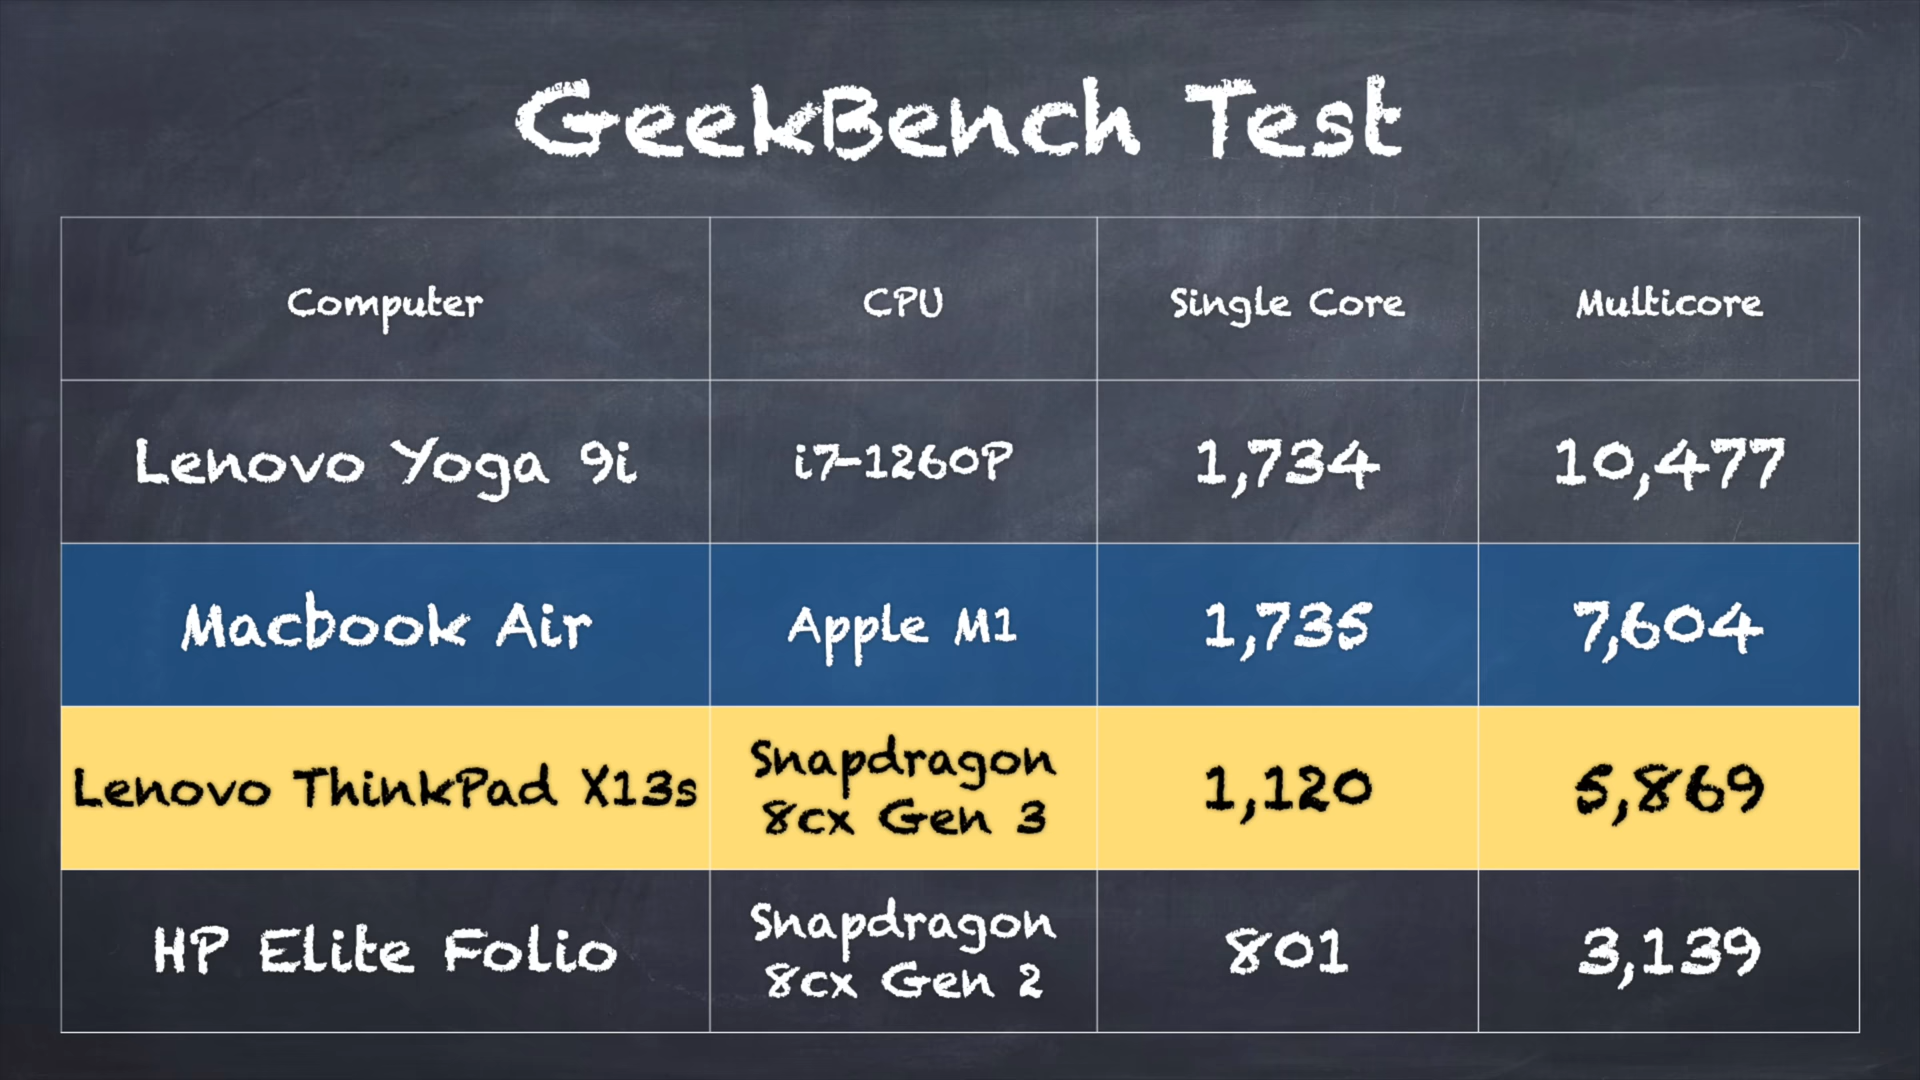 GeekBench Test
Computer CPU Single Core Multicore
Lenovo Yoga 9i i7-1260P 1,734 10,477
Macbook Air Apple M1 1,735 7,604
Lenovo ThinkPad X13s Snapdragon 8cx Gen 3 1,120 5,869
HP Elite Folio Snapdragon 8cx Gen 2 801 3,139